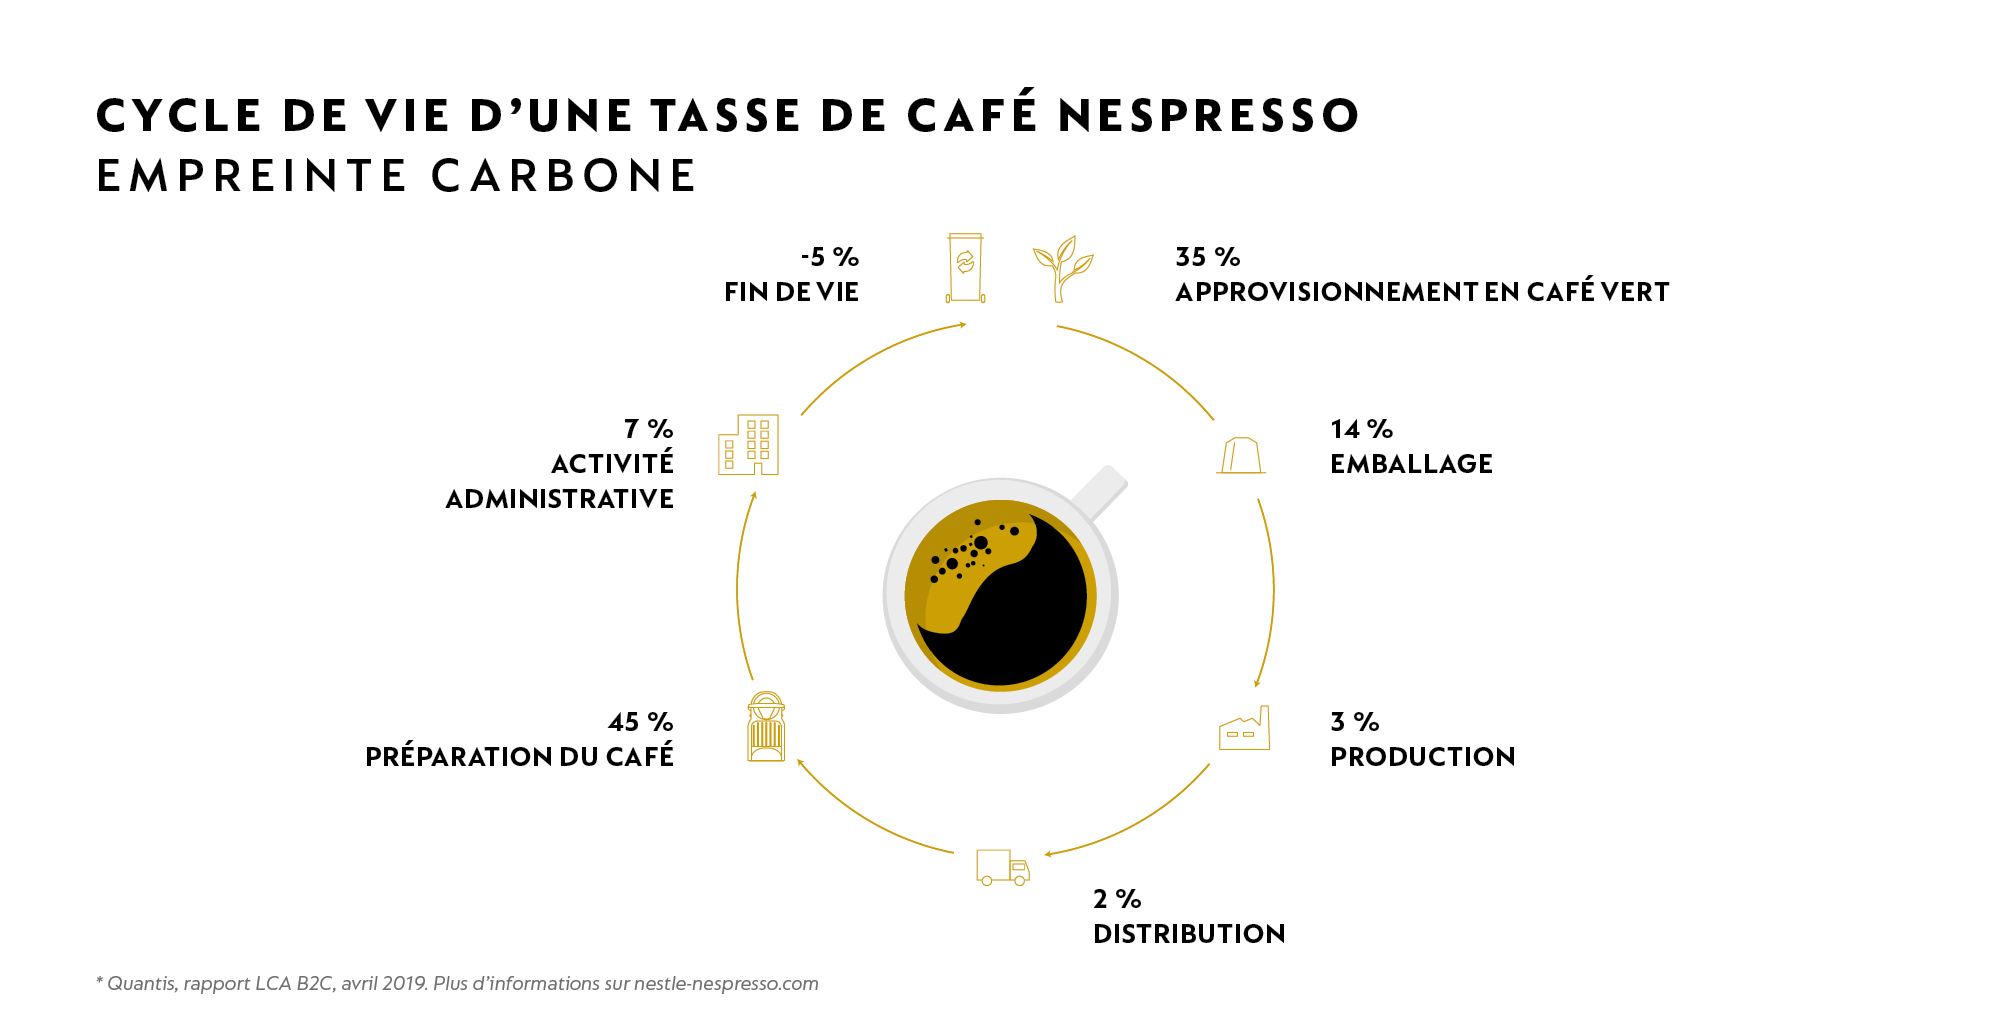 CYCLE DE VIE D’UNE TASSE DE CAFÉ NESPRESSO
EMPREINTE CARBONE
-5 %
FIN DE VIE
35 %
APPROVISIONNEMENT EN CAFÉ VERT
7 %
ACTIVITÉ
ADMINISTRATIVE
14 %
EMBALLAGE
45 %
PRÉPARATION DU CAFÉ
3 %
PRODUCTION
2 %
DISTRIBUTION
* Quantis, rapport LCA B2C, avril 2019. Plus d’informations sur nestle-nespresso.com